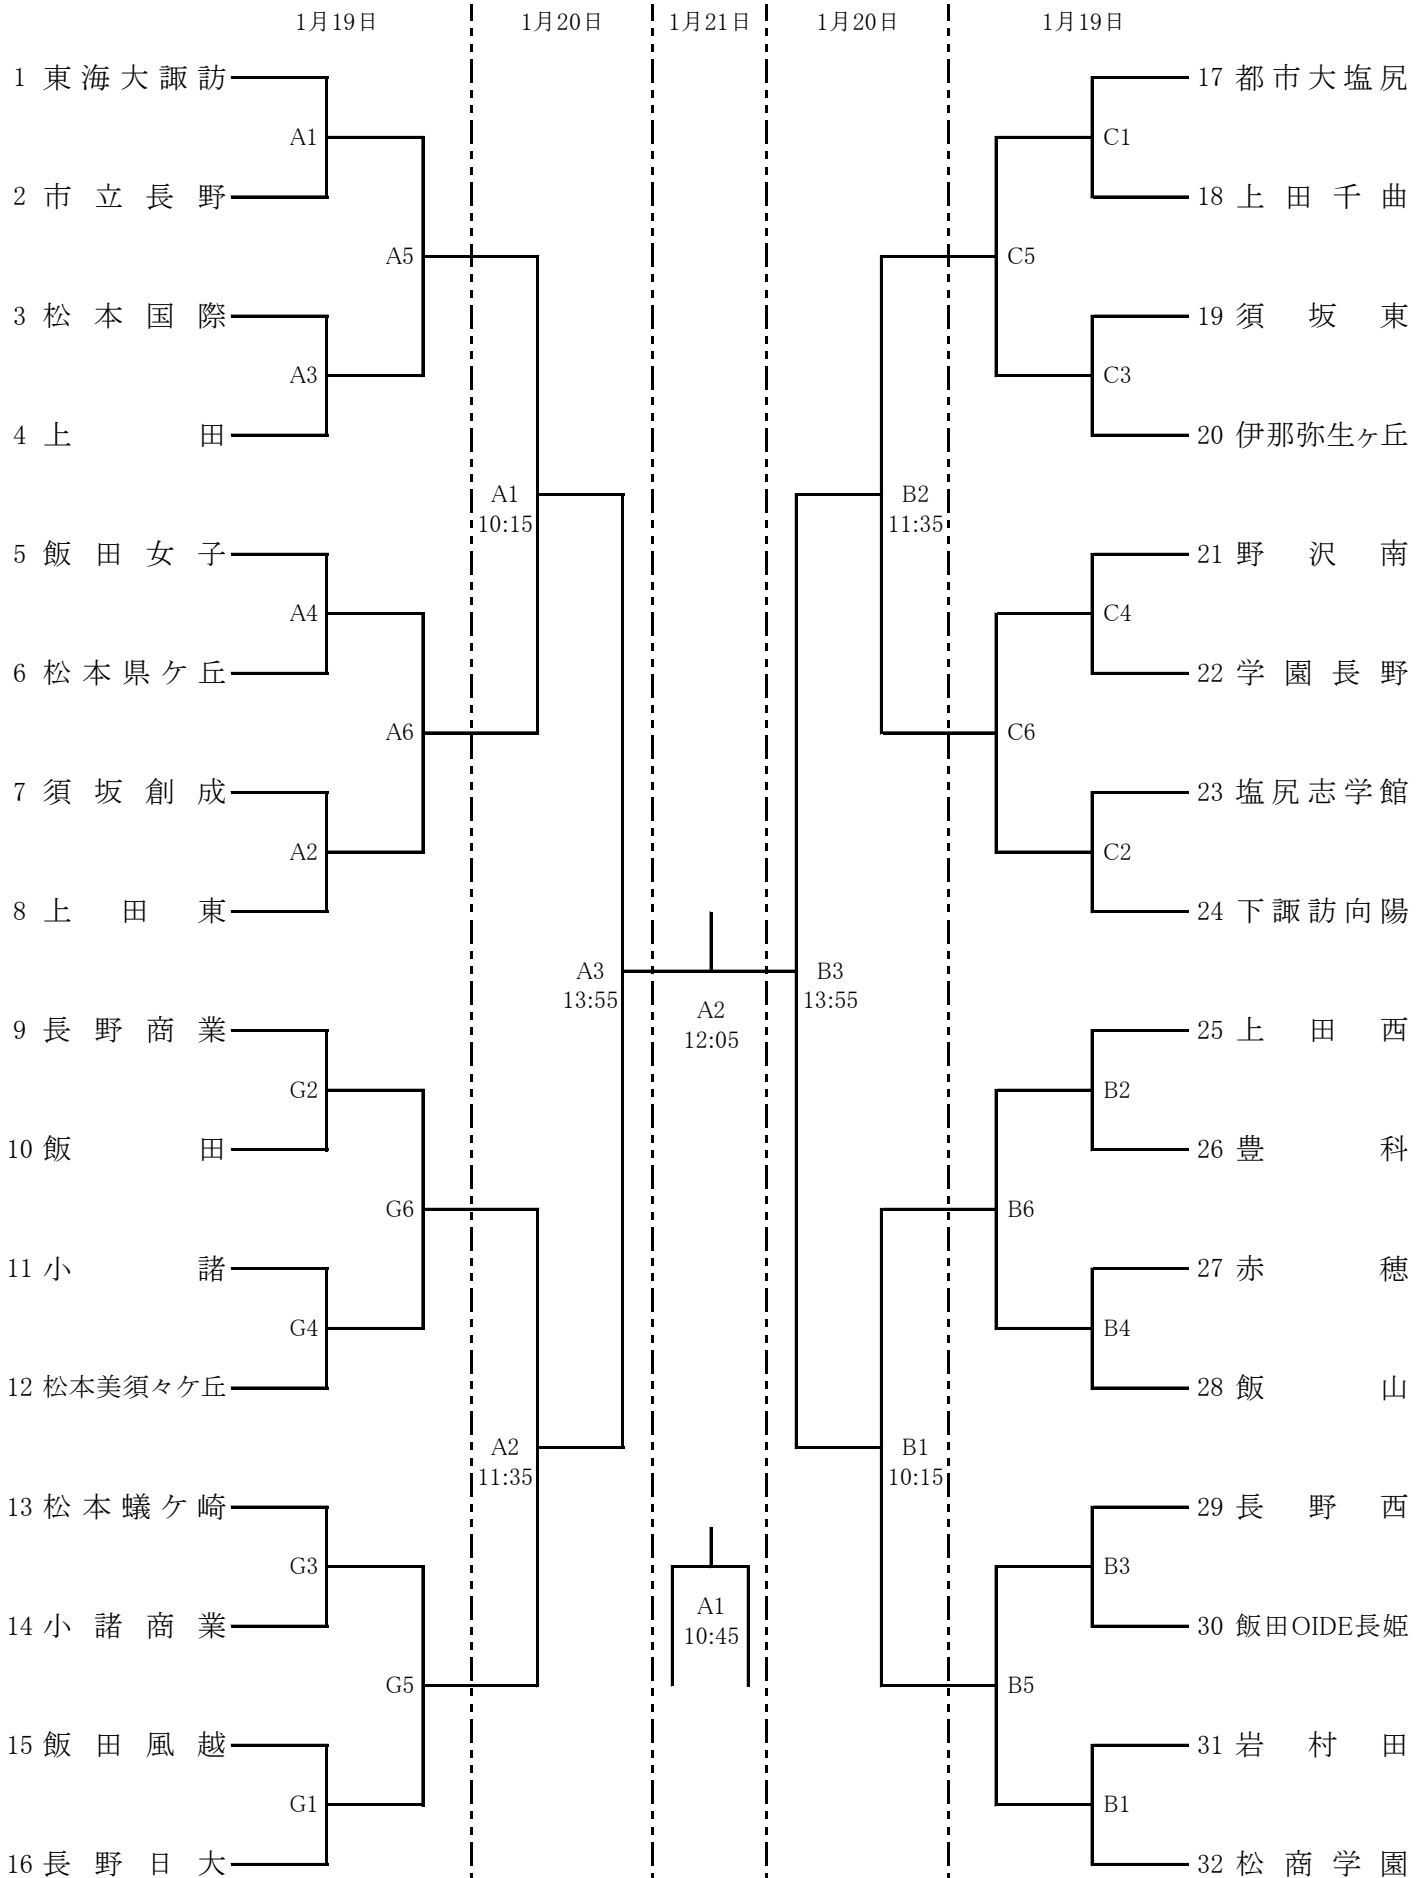 1月19日 1月20日 1月21日 1月20日 1月19日
1 東海大諏訪
A1
2 市立長野
A5
3 松本国際
A3
4 上田
A1
10:15
5 飯田女子
A4
6 松本県ケ丘
A6
7 須坂創成
A2
8 上田東
A3
13:55
9 長野商業
G2
10 飯田
G6
11 小諸
G4
12 松本美須々ケ丘
A2
11:35
13 松本蟻ケ崎
G3
14 小諸商業
G5
15 飯田風越
G1
16 長野日大
A2
12:05
A1
10:45
17 都市大塩尻
C1
18 上田千曲
C5
19 須坂東
C3
20 伊那弥生ヶ丘
B2
11:35
21 野沢南
C4
22 学園長野
C6
23 塩尻志学館
C2
24 下諏訪向陽
B3
13:55
25 上田西
B2
26 豊科
B6
27 赤穂
B4
28 飯山
B1
10:15
29 長野西
B3
30 飯田OIDE長姫
B5
31 岩村田
B1
32 松商学園